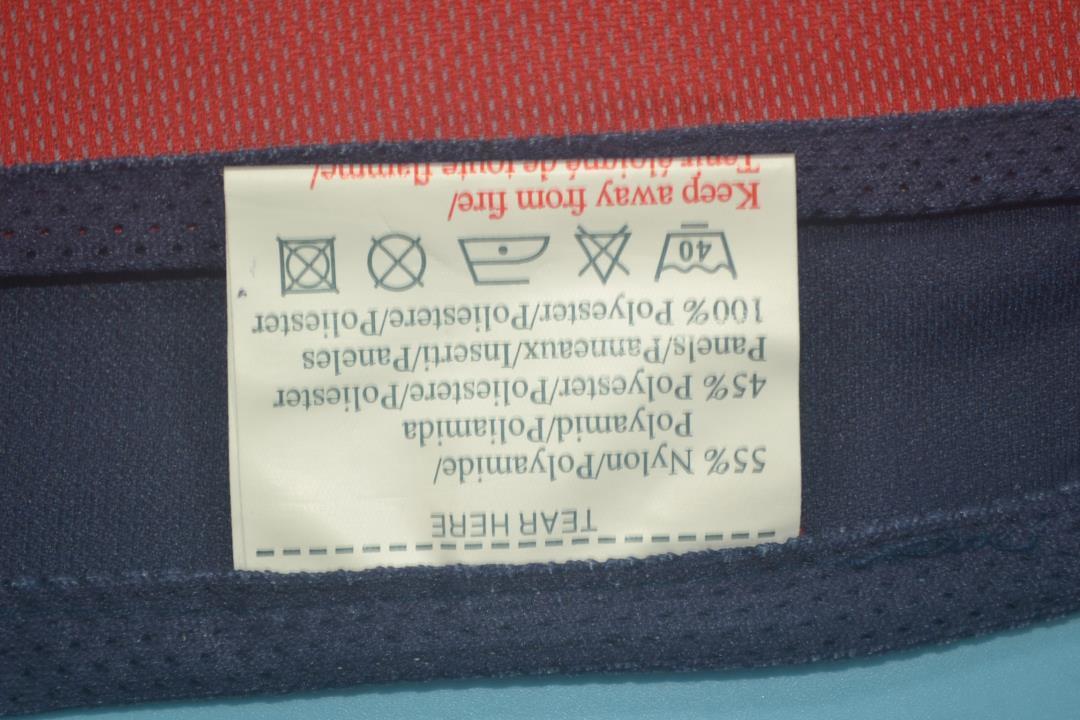 TEAR HERE
55% Nylon/Polyamide/
Polyamid/Poliamida
45% Polyester/Poliestere/Poliester
Panels/Panneaux/Inserti/Paneles
100% Polyester/Poliestere/Poliester
40
Keep away from fire/
Tenir éloigné de toute flamme/